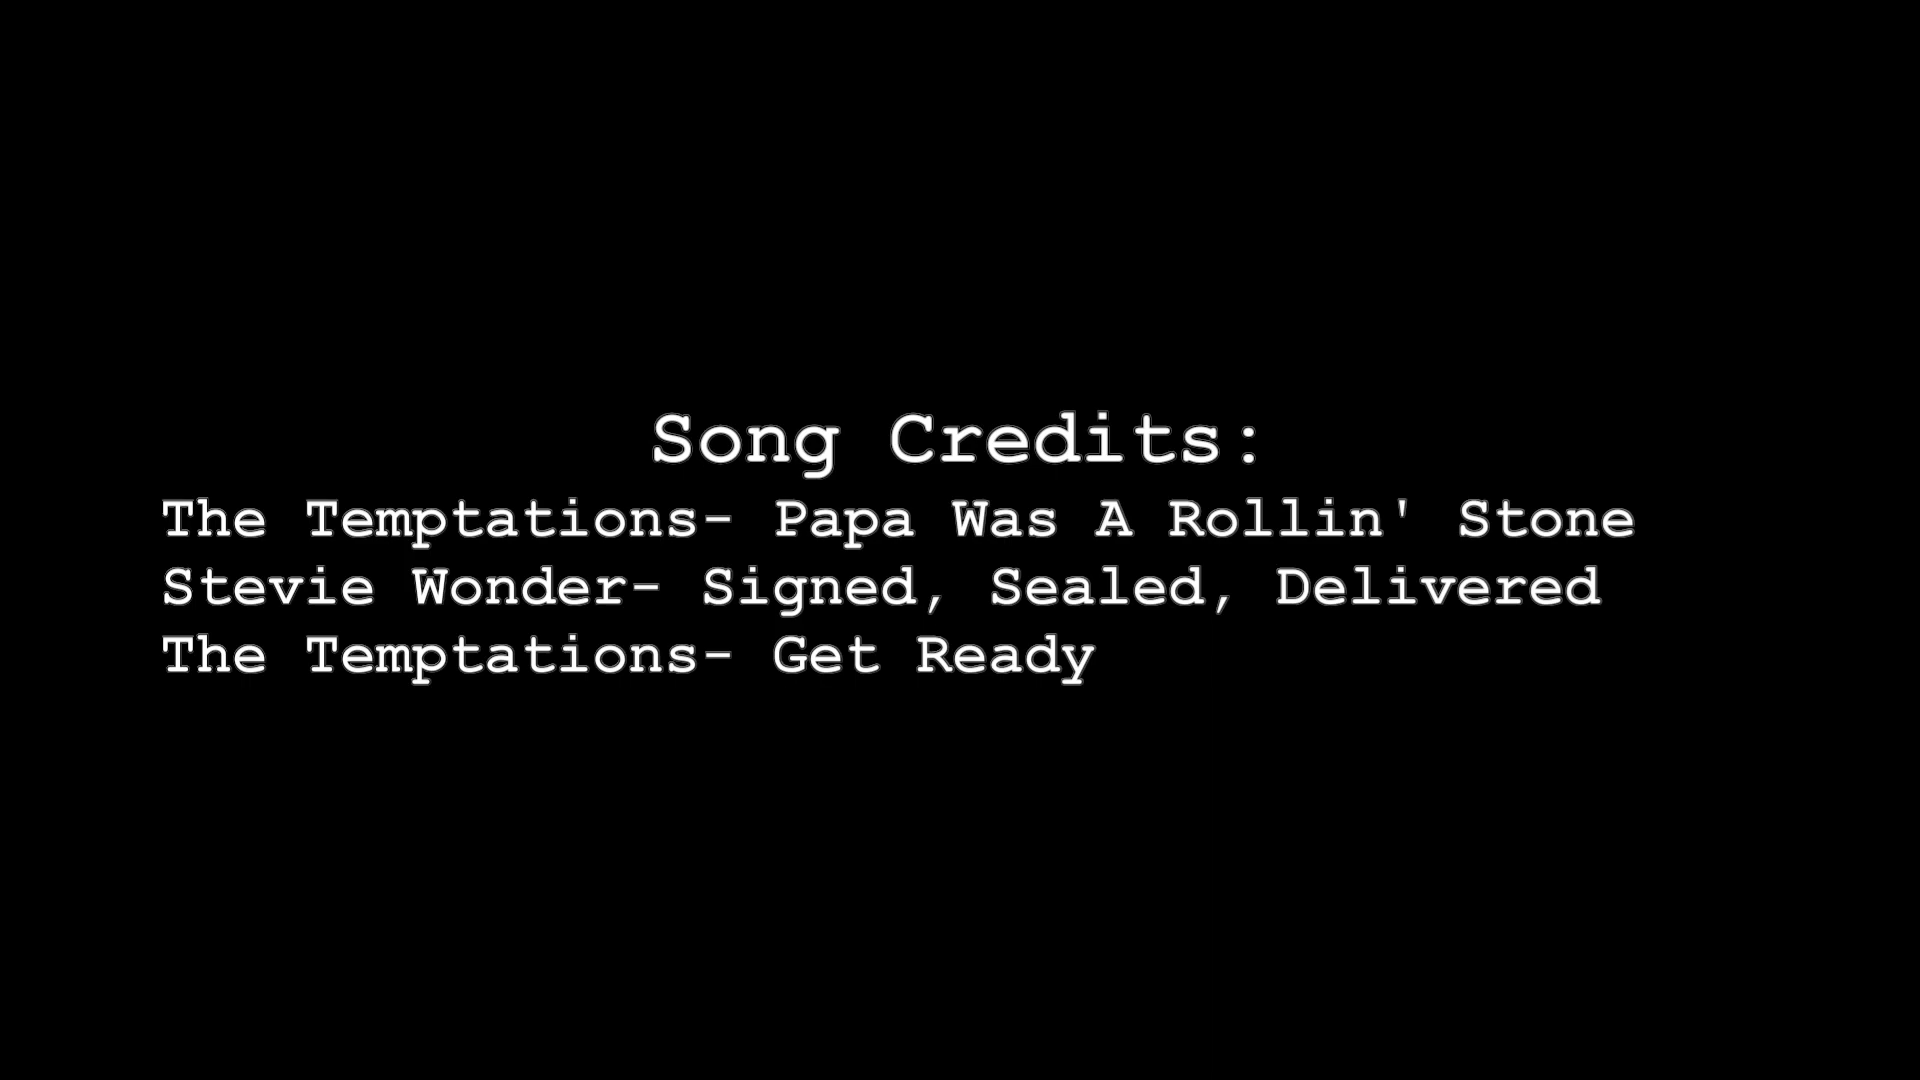 Song Credits:
The Temptations- Papa Was A Rollin' Stone
Stevie Wonder- Signed, Sealed, Delivered
The Temptations- Get Ready